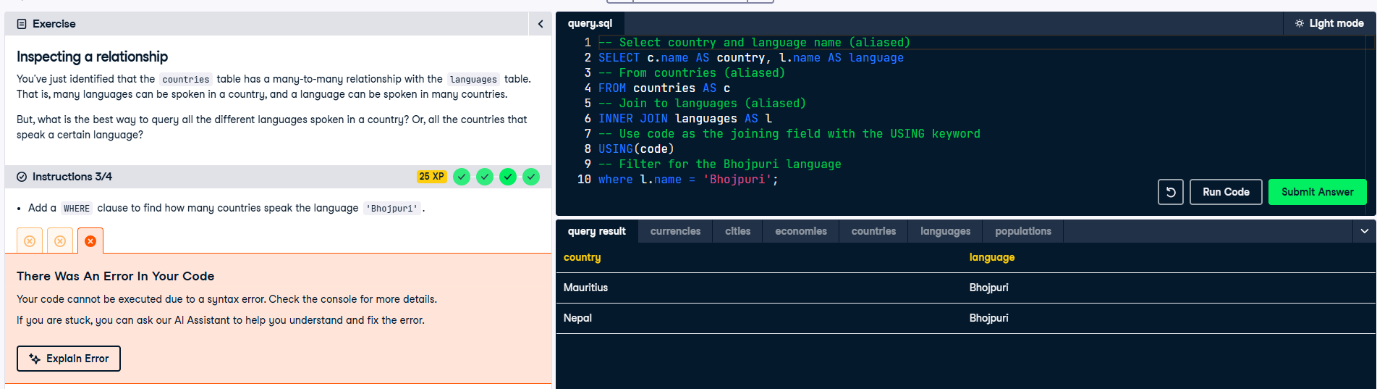 Exercise
Inspecting a relationship
You've just identified that the countries table has a many-to-many relationship with the languages table.
That is, many languages can be spoken in a country, and a language can be spoken in many countries.
But, what is the best way to query all the different languages spoken in a country? Or, all the countries that
speak a certain language?
Instructions 3/4
25 XP
• Add a WHERE clause to find how many countries speak the language 'Bhojpuri'.
There Was An Error In Your Code
Your code cannot be executed due to a syntax error. Check the console for more details.
If you are stuck, you can ask our AI Assistant to help you understand and fix the error.
Explain Error
query.sql
Light mode
1 -- Select country and language name (aliased)
2 SELECT c.name AS country, l.name AS language
3 -- From countries (aliased)
4 FROM countries AS c
5 -- Join to languages (aliased)
6 INNER JOIN languages AS l
7 -- Use code as the joining field with the USING keyword
8 USING(code)
9 -- Filter for the Bhojpuri language
10 where l.name = 'Bhojpuri';
Run Code
Submit Answer
query result currencies cities economies countries languages populations
country language
Mauritius Bhojpuri
Nepal Bhojpuri